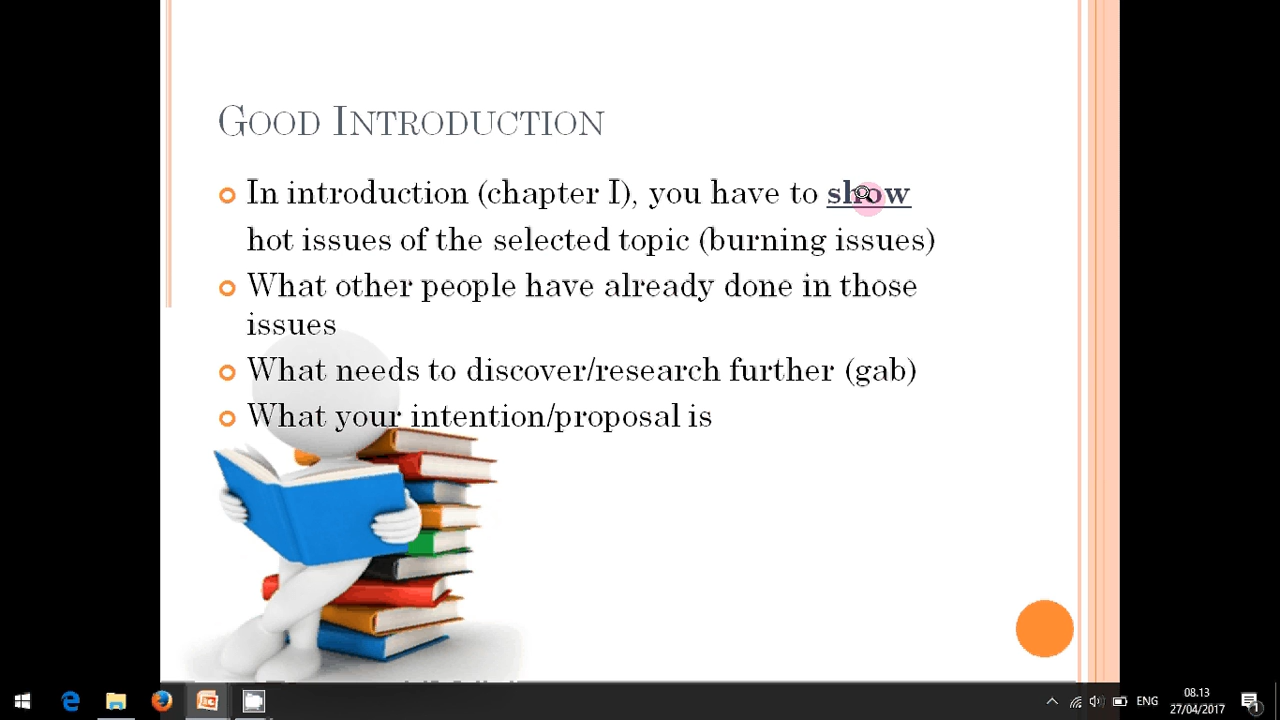 Good Introduction
In introduction (chapter I), you have to show
hot issues of the selected topic (burning issues)
What other people have already done in those
issues
What needs to discover/research further (gab)
What your intention/proposal is
ENG
08.13
27/04/2017
1